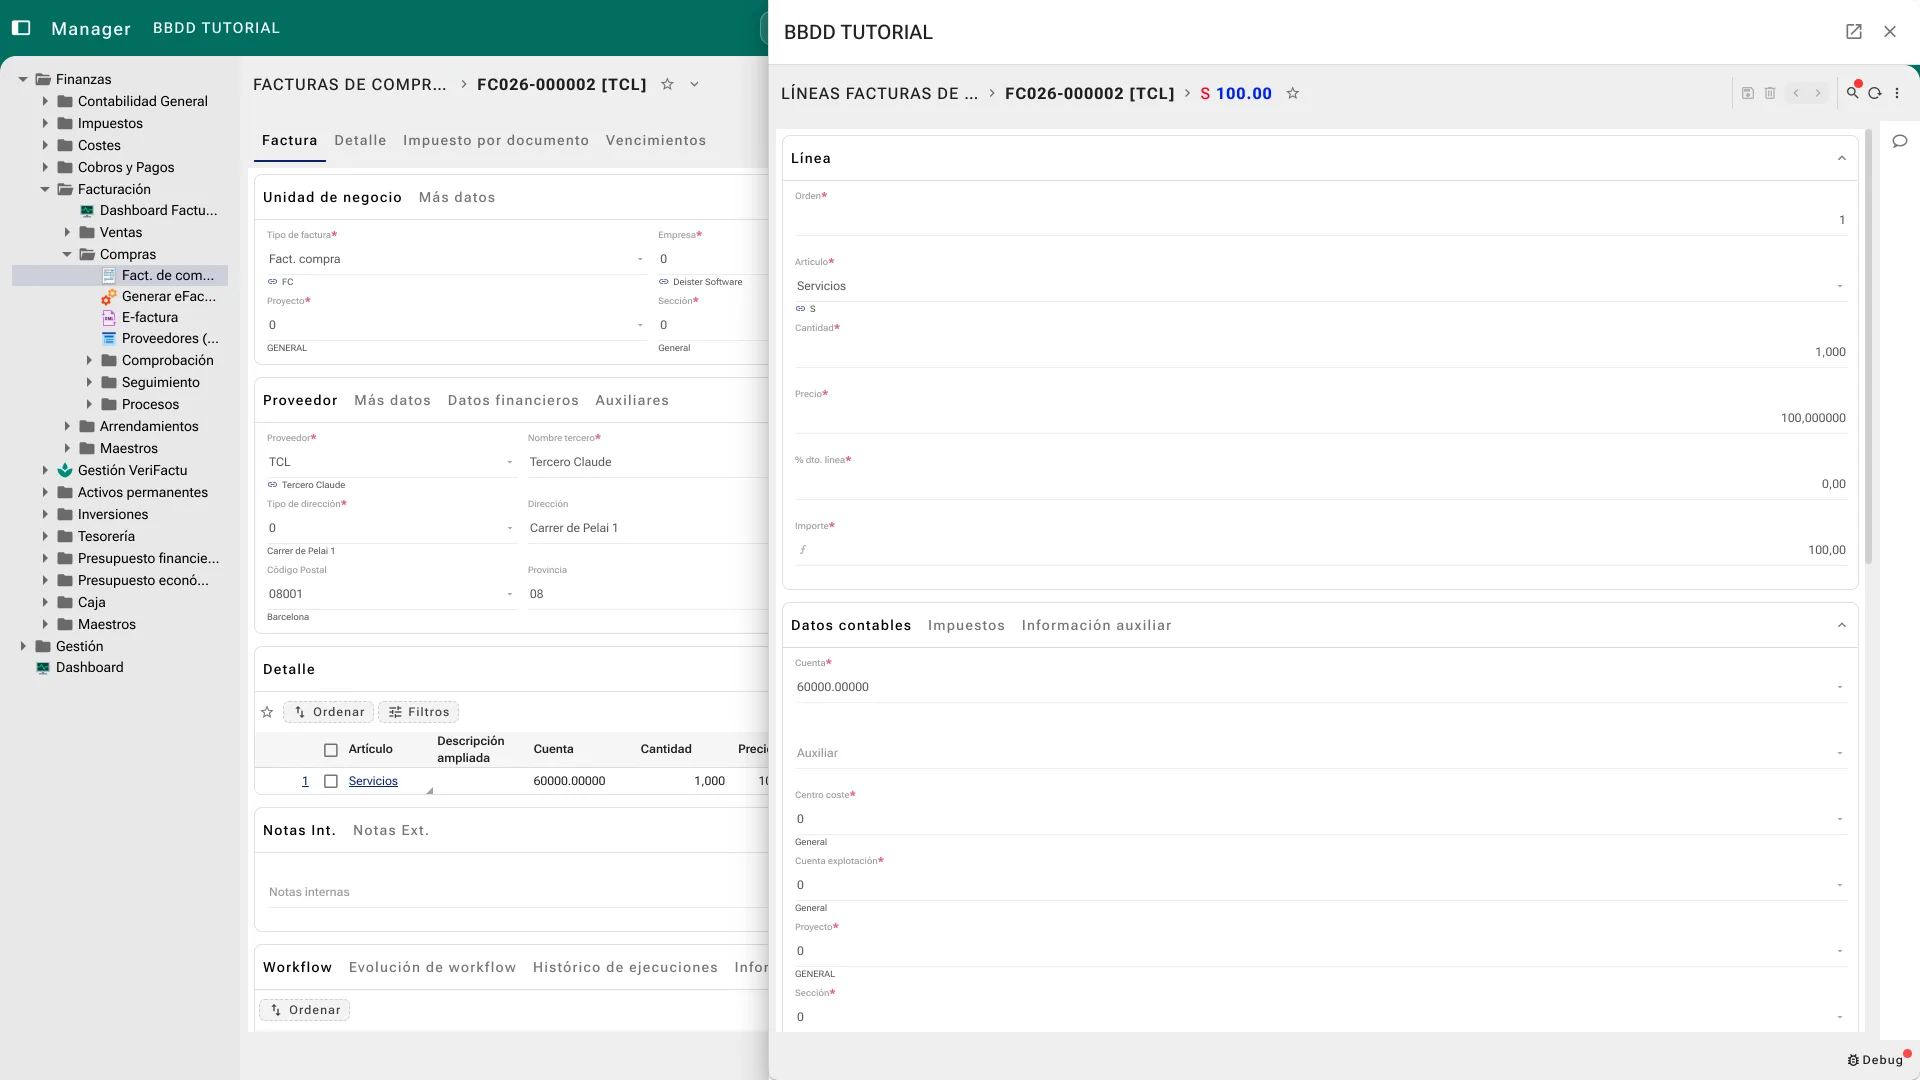 Manager BBDD TUTORIAL
Finanzas
Contabilidad General
Impuestos
Costes
Cobros y Pagos
Facturación
Dashboard Factu...
Ventas
Compras
Fact. de com...
Generar eFac...
E-factura
Proveedores (...
Comprobación
Seguimiento
Procesos
Arrendamientos
Maestros
Gestión VeriFactu
Activos permanentes
Inversiones
Tesorería
Presupuesto financie...
Presupuesto econó...
Caja
Maestros
Gestión
Dashboard
FACTURAS DE COMPR... > FC026-000002 [TCL]
Factura Detalle Impuesto por documento Vencimientos
Unidad de negocio Más datos
Tipo de factura* Empresa*
Fact. compra 0
FC Deister Software
Proyecto* Sección*
0 0
GENERAL General
Proveedor Más datos Datos financieros Auxiliares
Proveedor* Nombre tercero*
TCL Tercero Claude
Tercero Claude
Tipo de dirección* Dirección
0 Carrer de Pelai 1
Carrer de Pelai 1
Código Postal Provincia
08001 08
Barcelona
Detalle
Ordenar Filtros
Artículo Descripción ampliada Cuenta Cantidad Preci
1 Servicios 60000.00000 1,000 10
Notas Int. Notas Ext.
Notas internas
Workflow Evolución de workflow Histórico de ejecuciones Infor
Ordenar
BBDD TUTORIAL
LÍNEAS FACTURAS DE ... > FC026-000002 [TCL] > S 100.00
Línea
Orden*
1
Artículo*
Servicios
S
Cantidad*
1,000
Precio*
100,000000
% dto. línea*
0,00
Importe*
100,00
Datos contables Impuestos Información auxiliar
Cuenta*
60000.00000
Auxiliar
Centro coste*
0
General
Cuenta explotación*
0
General
Proyecto*
0
GENERAL
Sección*
0
Debug